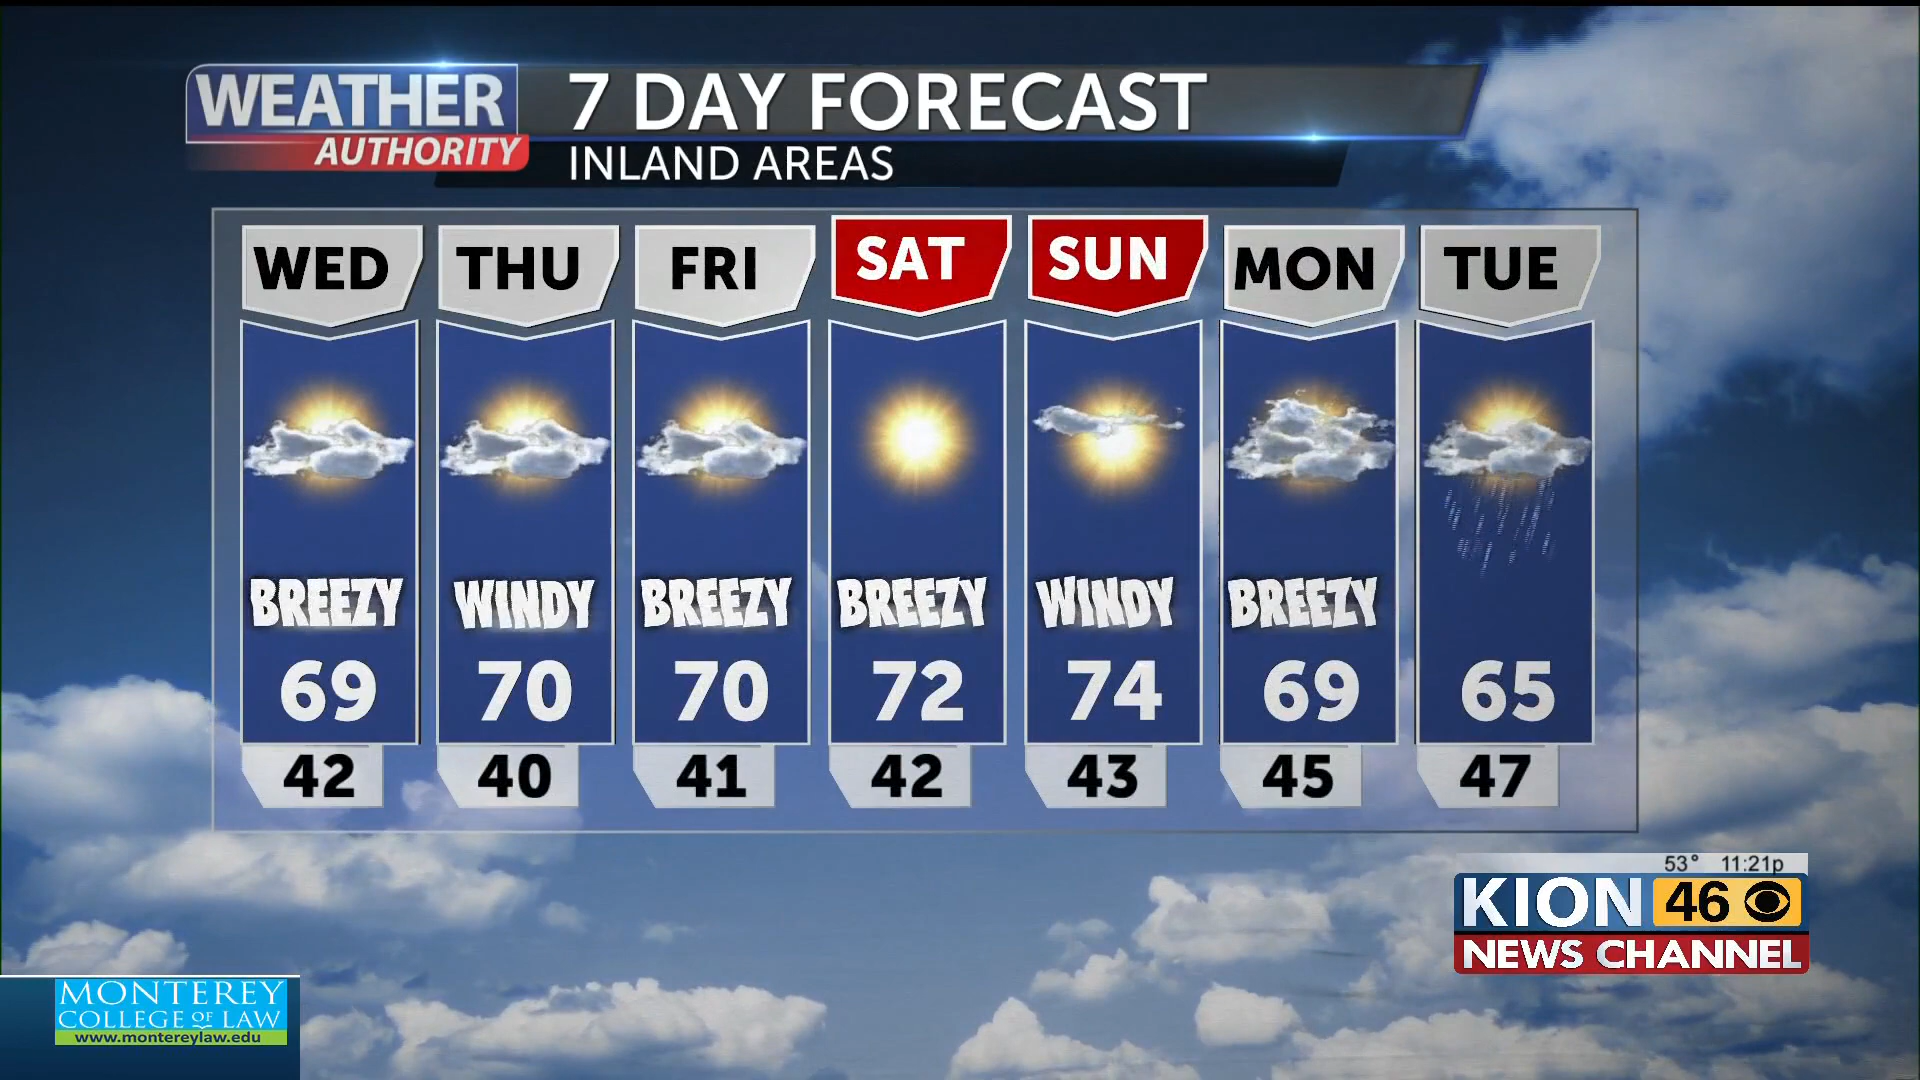 WEATHER
AUTHORITY
7 DAY FORECAST
INLAND AREAS
WED THU FRI SAT SUN MON TUE
BREEZY WINDY BREEZY BREEZY WINDY BREEZY
69 70 70 72 74 69 65
42 40 41 42 43 45 47
53° 11:21p
KION 46
NEWS CHANNEL
MONTEREY
COLLEGE OF LAW
www.montereylaw.edu